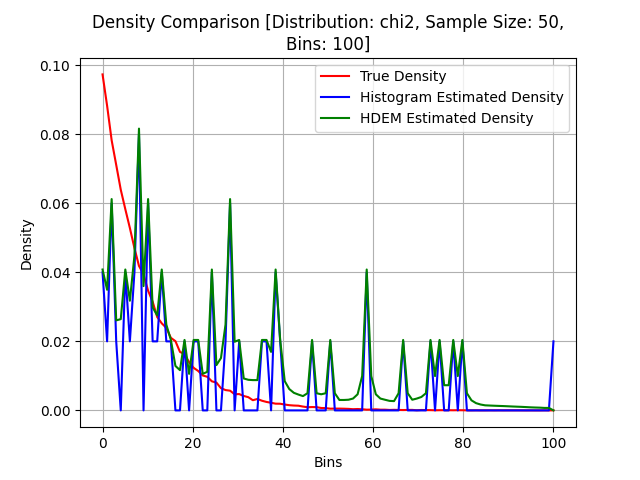 Density Comparison [Distribution: chi2, Sample Size: 50,
Bins: 100]
True Density
Histogram Estimated Density
HDEM Estimated Density
Density
0.10
0.08
0.06
0.04
0.02
0.00
0
20
40
60
80
100
Bins